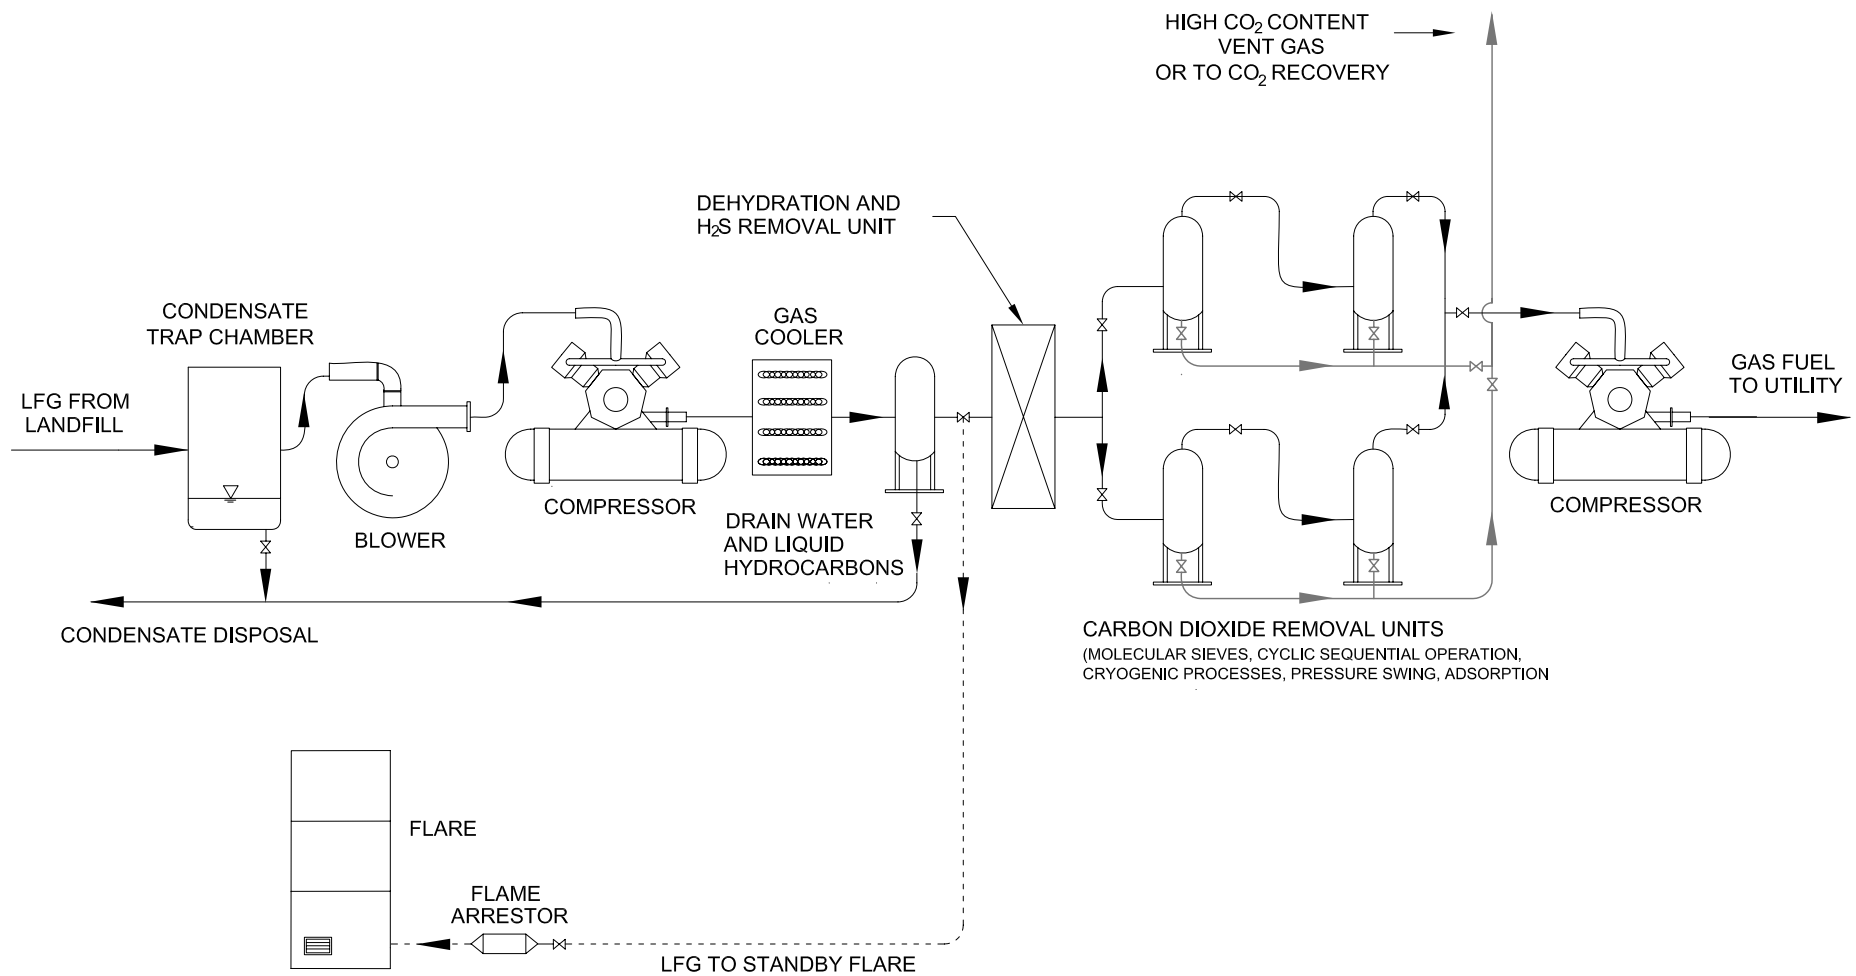 HIGH CO₂ CONTENT
VENT GAS
OR TO CO₂ RECOVERY
DEHYDRATION AND
H₂S REMOVAL UNIT
CONDENSATE
TRAP CHAMBER
GAS
COOLER
LFG FROM
LANDFILL
GAS FUEL
TO UTILITY
COMPRESSOR
COMPRESSOR
BLOWER
DRAIN WATER
AND LIQUID
HYDROCARBONS
CONDENSATE DISPOSAL
CARBON DIOXIDE REMOVAL UNITS
(MOLECULAR SIEVES, CYCLIC SEQUENTIAL OPERATION,
CRYOGENIC PROCESSES, PRESSURE SWING, ADSORPTION
FLARE
FLAME
ARRESTOR
LFG TO STANDBY FLARE